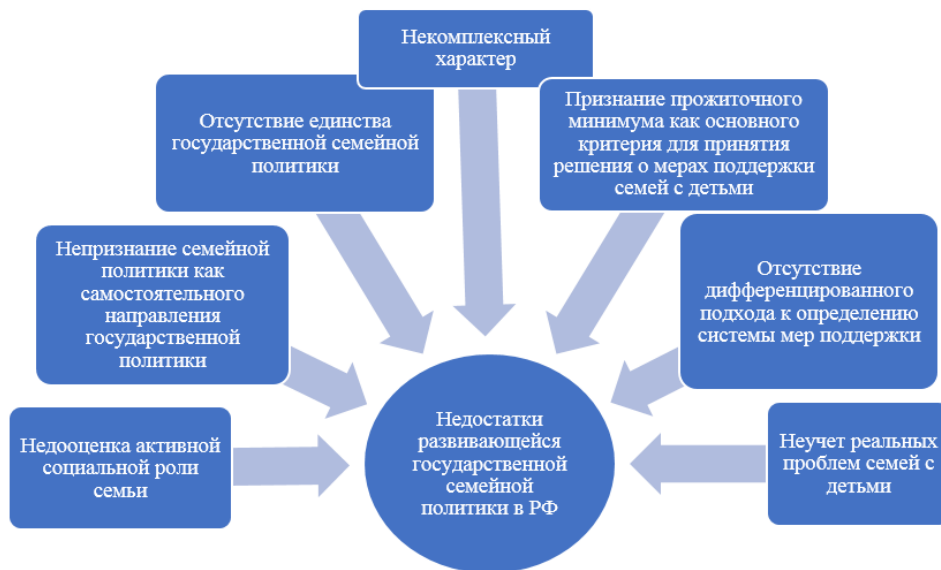 Некомплексный
характер
Отсутствие единства
государственной семейной
политики
Признание прожиточного
минимума как основного
критерия для принятия
решения о мерах поддержки
семей с детьми
Непризнание семейной
политики как
самостоятельного
направления
государственной
политики
Отсутствие
дифференцированного
подхода к определению
системы мер поддержки
Недооценка активной
социальной роли
семьи
Недостатки
развивающейся
государственной
семейной
политики в РФ
Неучет реальных
проблем семей с
детьми